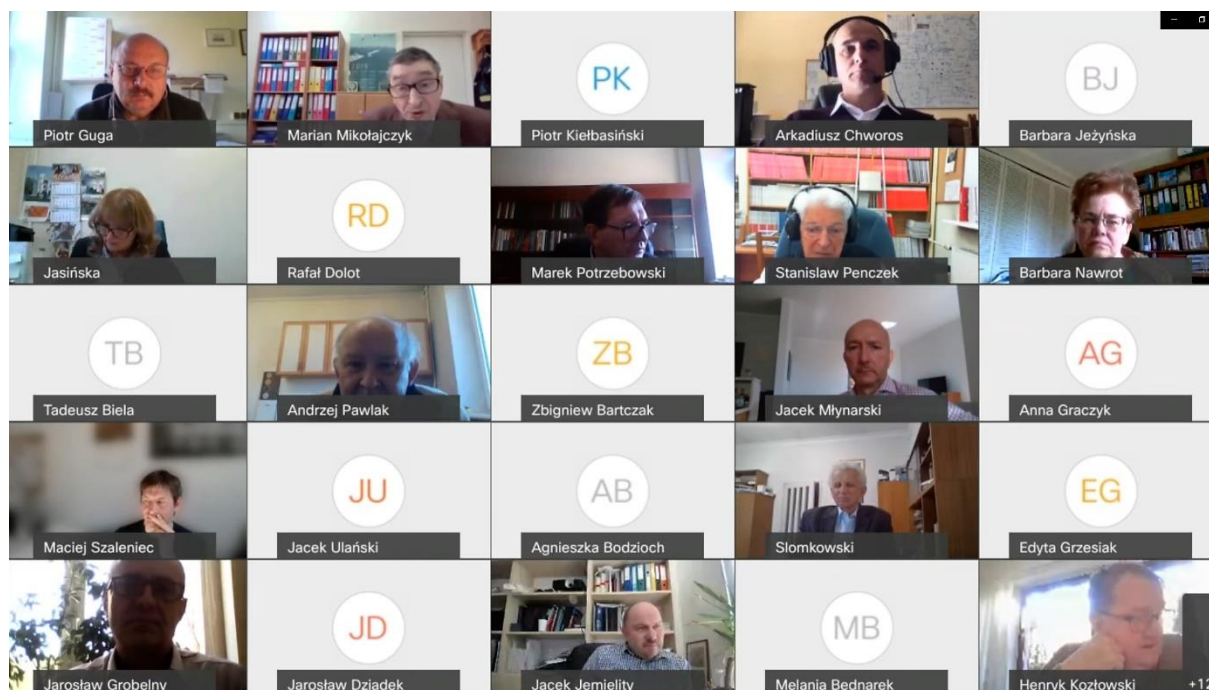 Piotr Guga
Marian Mikołajczyk
PK
Piotr Kiełbasiński
Arkadiusz Chworos
BJ
Barbara Jeżyńska
Jasińska
RD
Rafał Dolot
Marek Potrzebowski
Stanislaw Penczek
Barbara Nawrot
TB
Tadeusz Biela
Andrzej Pawlak
ZB
Zbigniew Bartczak
Jacek Młynarski
AG
Anna Graczyk
Maciej Szaleniec
JU
Jacek Ulański
AB
Agnieszka Bodzioch
Slomkowski
EG
Edyta Grzesiak
Jarosław Grobelny
JD
Jarosław Dziadek
Jacek Jemielity
MB
Melania Bednarek
Henryk Kozłowski
+12